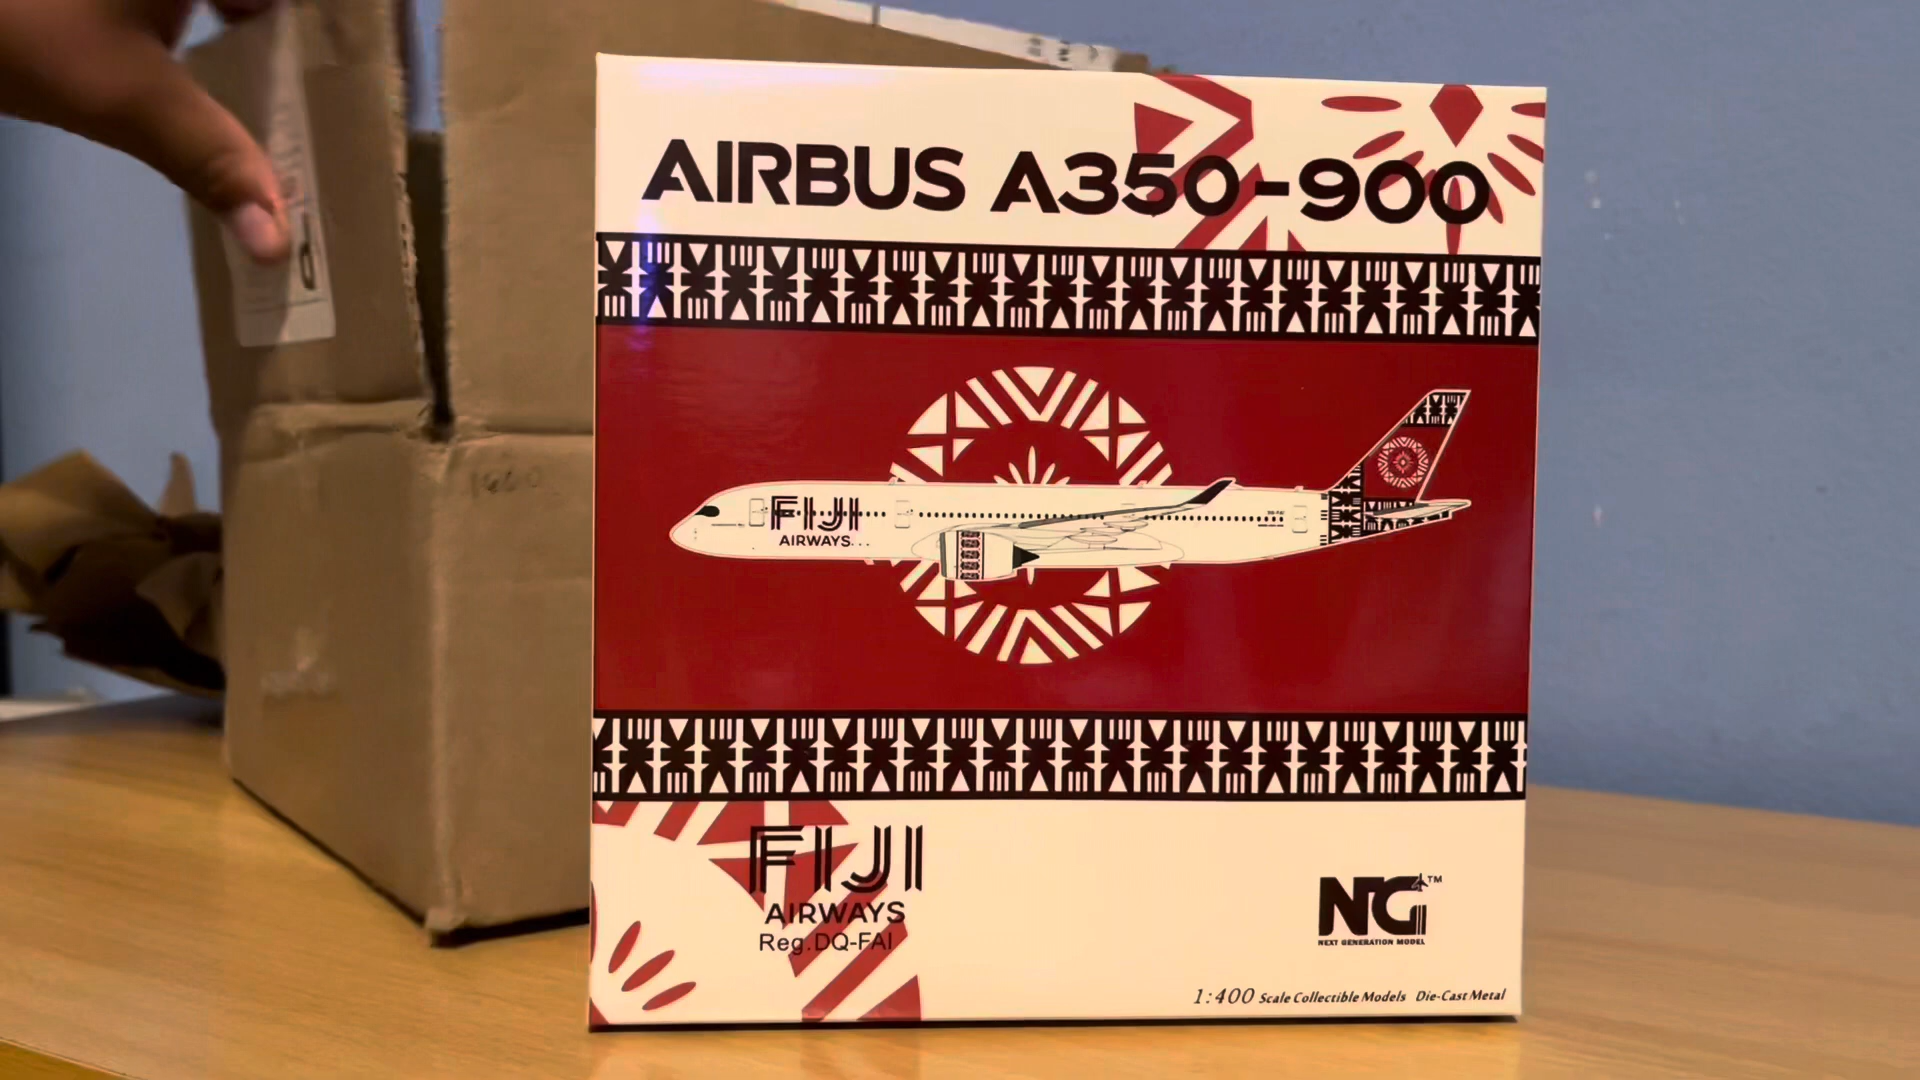 AIRBUS A350-900
FIJI
AIRWAYS...
FIJI
AIRWAYS
Reg.DQ-FAI
NG™
NEXT GENERATION MODEL
1:400 Scale Collectible Models Die-Cast Metal